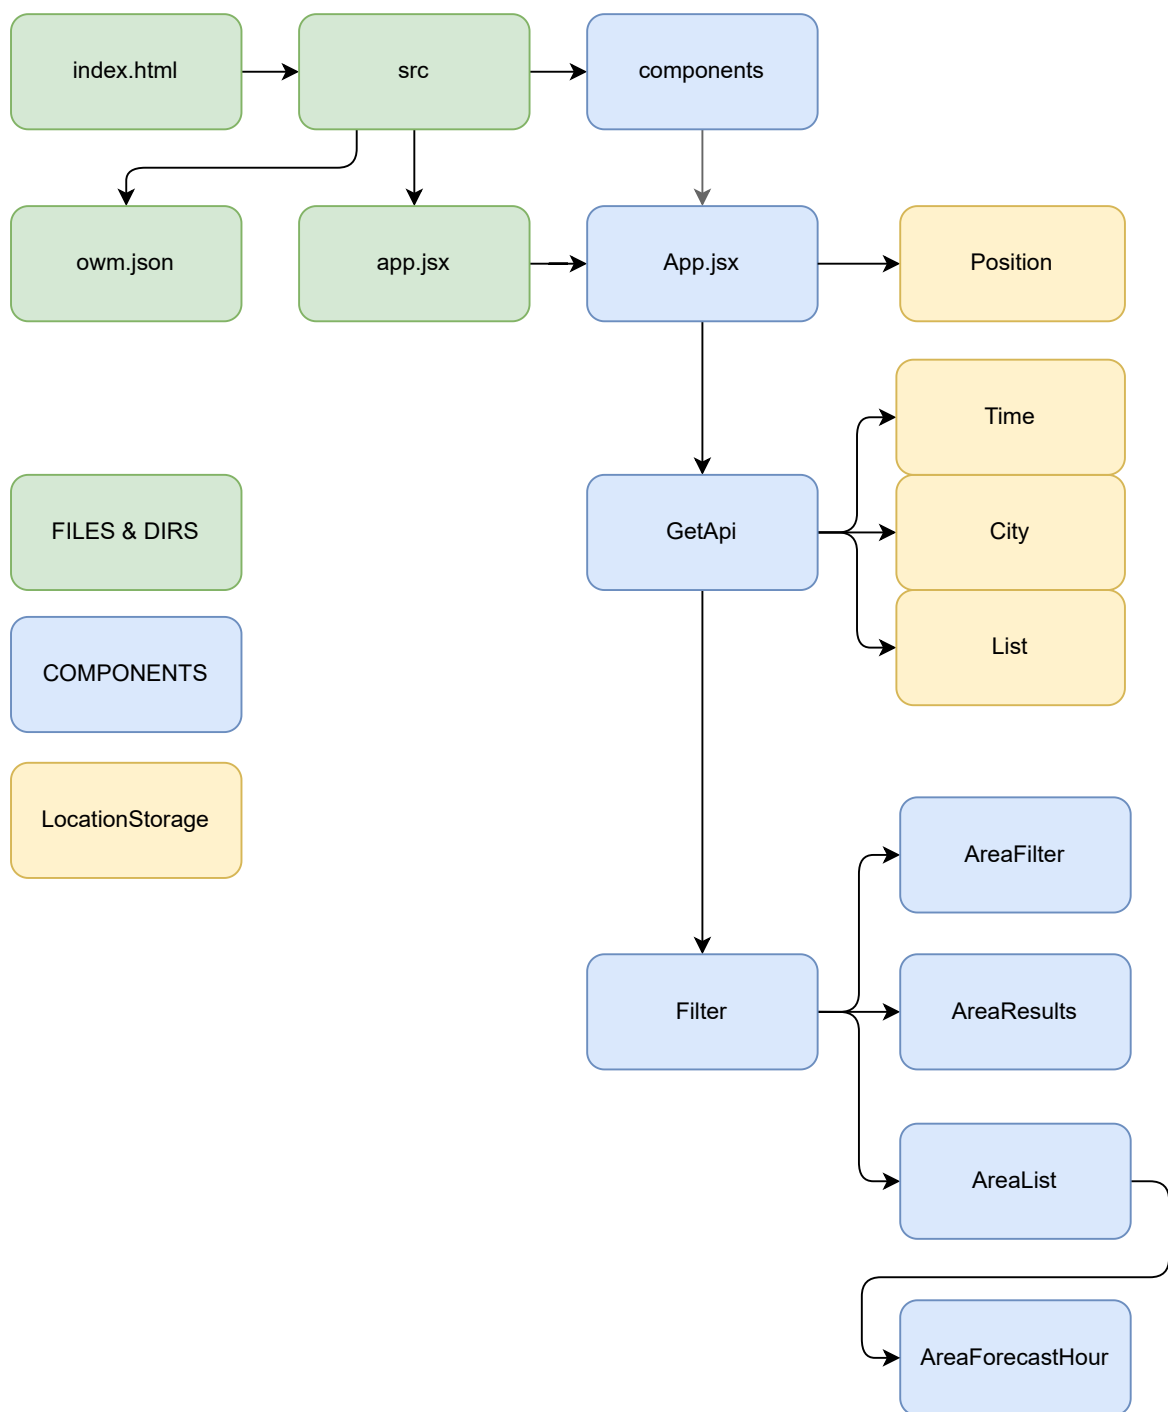 index.html
src
components
owm.json
app.jsx
App.jsx
Position
Time
FILES & DIRS
GetApi
City
List
COMPONENTS
LocationStorage
AreaFilter
Filter
AreaResults
AreaList
AreaForecastHour